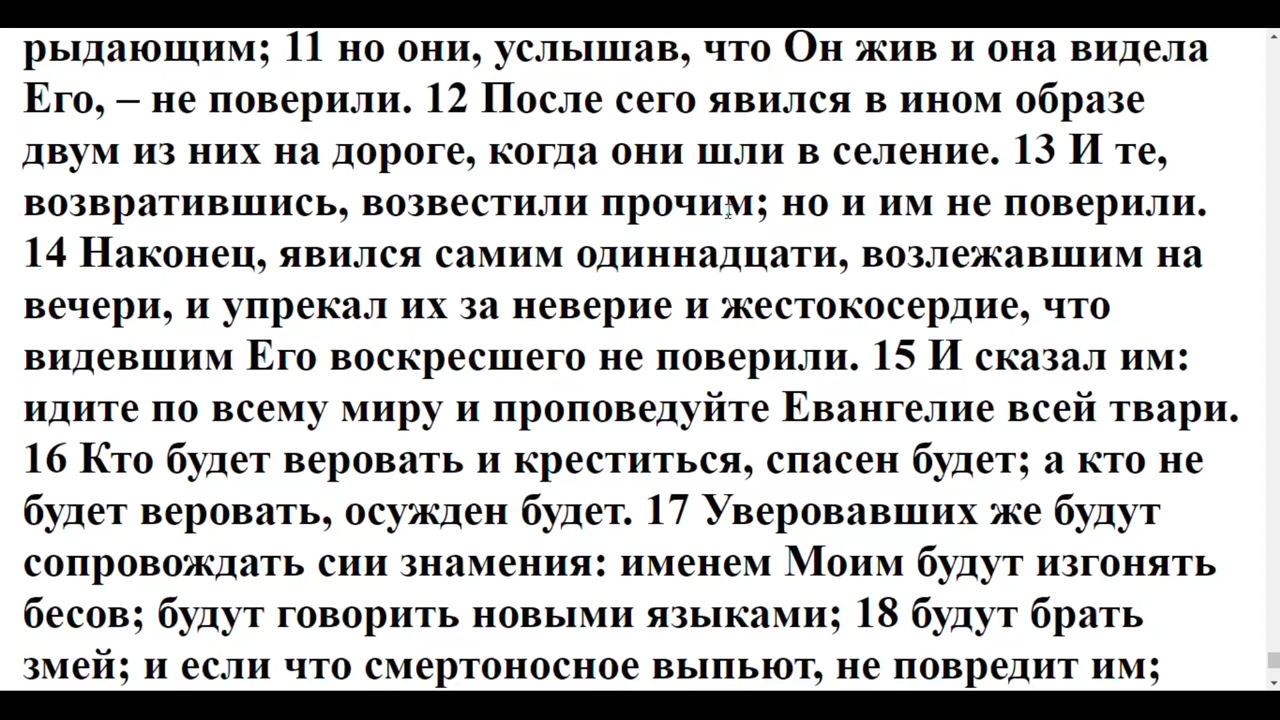 рыдающим; 11 но они, услышав, что Он жив и она видела
Его, – не поверили. 12 После сего явился в ином образе
двум из них на дороге, когда они шли в селение. 13 И те,
возвратившись, возвестили прочим; но и им не поверили.
14 Наконец, явился самим одиннадцати, возлежавшим на
вечери, и упрекал их за неверие и жестокосердие, что
видевшим Его воскресшего не поверили. 15 И сказал им:
идите по всему миру и проповедуйте Евангелие всей твари.
16 Кто будет веровать и креститься, спасен будет; а кто не
будет веровать, осужден будет. 17 Уверовавших же будут
сопровождать сии знамения: именем Моим будут изгонять
бесов; будут говорить новыми языками; 18 будут брать
змей; и если что смертоносное выпьют, не повредит им;